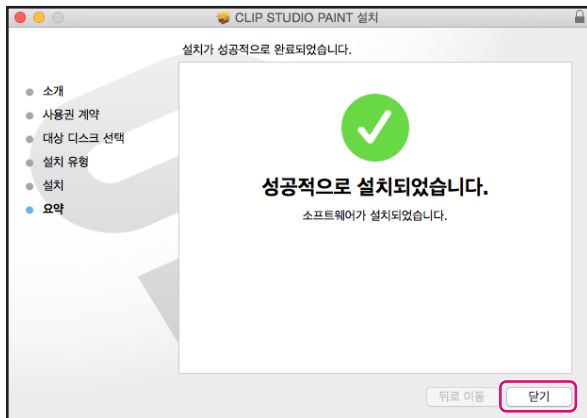 CLIP STUDIO PAINT 설치
설치가 성공적으로 완료되었습니다.
소개
사용권 계약
대상 디스크 선택
설치 유형
설치
요약
성공적으로 설치되었습니다.
소프트웨어가 설치되었습니다.
뒤로 이동
닫기